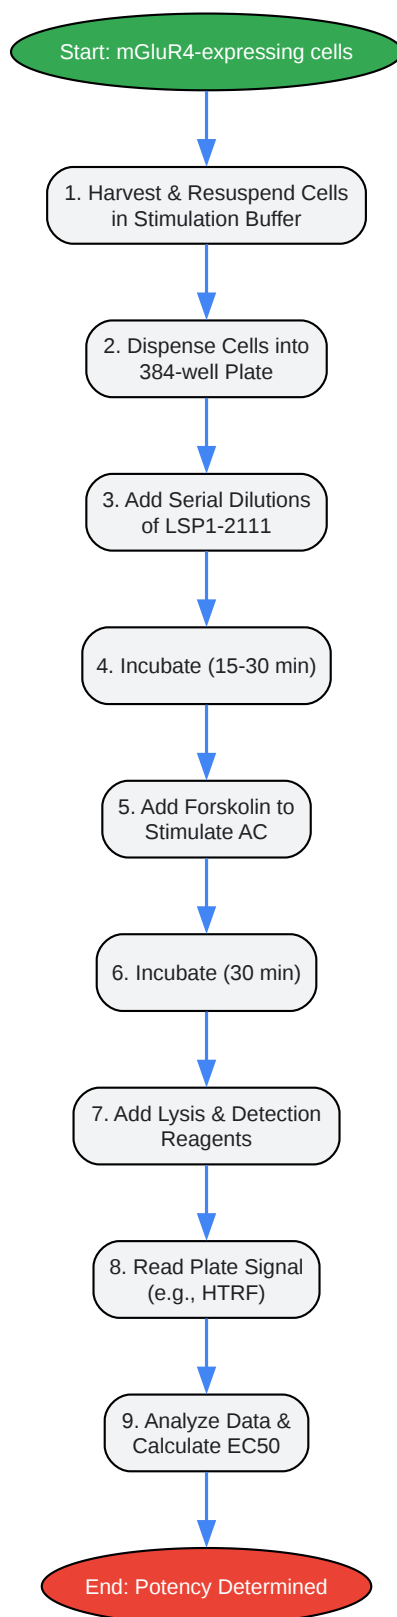 Start: mGluR4-expressing cells
1. Harvest & Resuspend Cells
in Stimulation Buffer
2. Dispense Cells into
384-well Plate
3. Add Serial Dilutions
of LSP1-2111
4. Incubate (15-30 min)
5. Add Forskolin to
Stimulate AC
6. Incubate (30 min)
7. Add Lysis & Detection
Reagents
8. Read Plate Signal
(e.g., HTRF)
9. Analyze Data &
Calculate EC50
End: Potency Determined